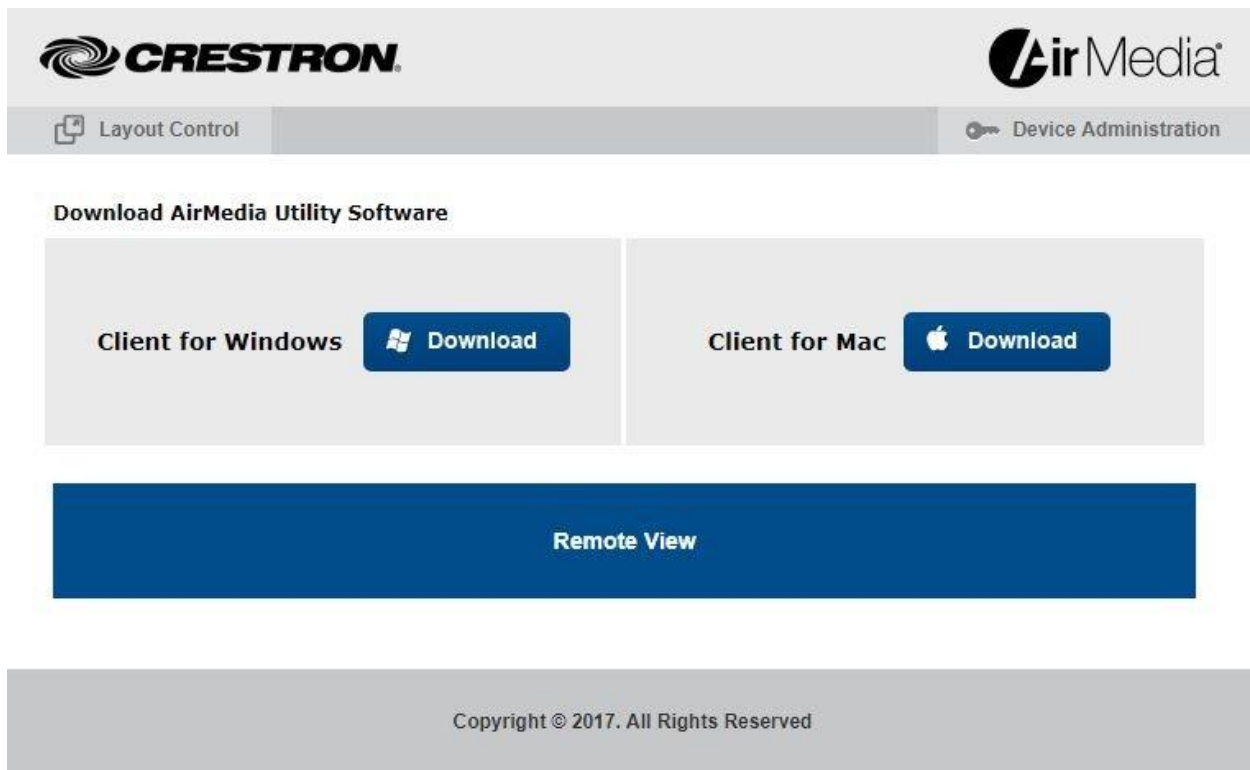 CRESTRON®
AirMedia®
Layout Control
Device Administration
Download AirMedia Utility Software
Client for Windows Download
Client for Mac Download
Remote View
Copyright © 2017. All Rights Reserved